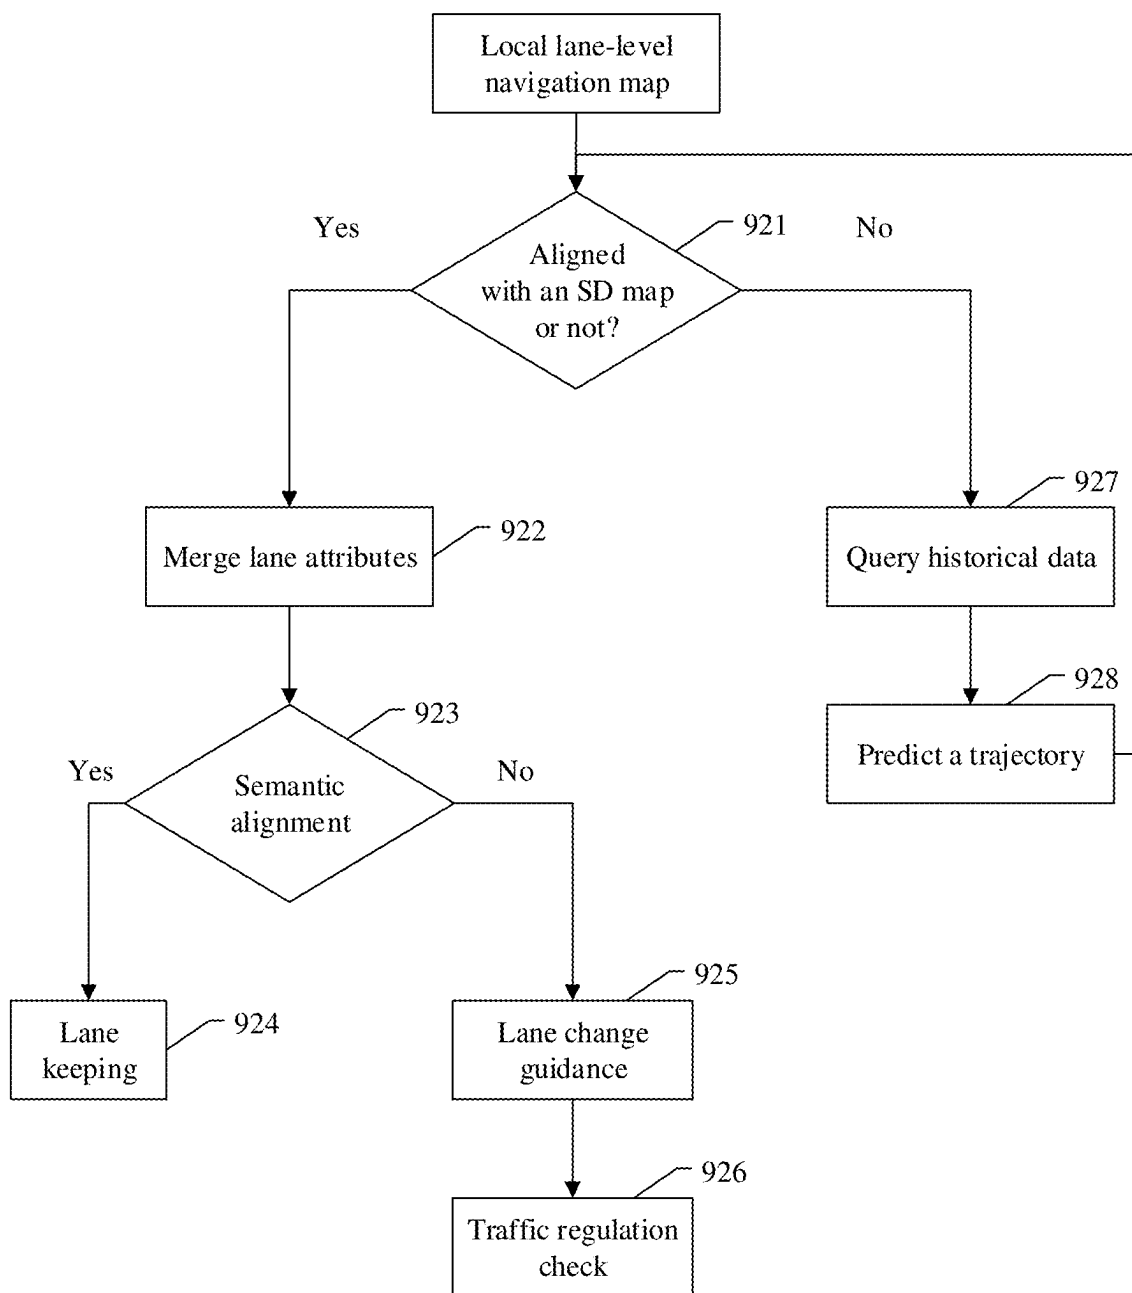 Local lane-level
navigation map
Yes
921
No
Aligned
with an SD map
or not?
927
922
Merge lane attributes
Query historical data
928
923
Yes
No
Predict a trajectory
Semantic
alignment
925
924
Lane
keeping
Lane change
guidance
926
Traffic regulation
check